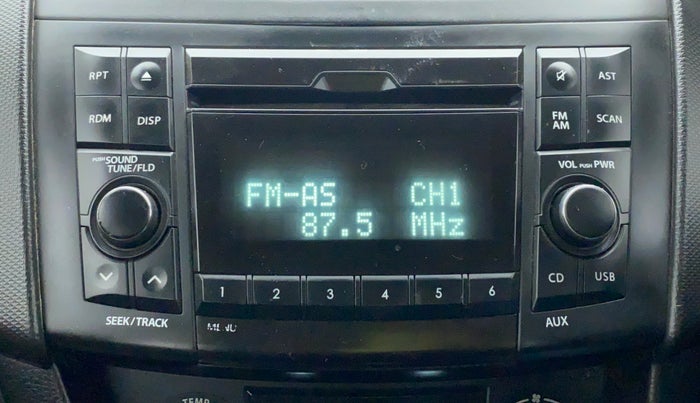 RPT
AST
RDM
DISP
FM
AM
SCAN
PUSH SOUND
TUNE/FLD
VOL PUSH PWR
FM-AS CH1
87.5 MHz
1 2 3 4 5 6
CD
USB
SEEK/TRACK
MENU
AUX
TEMP